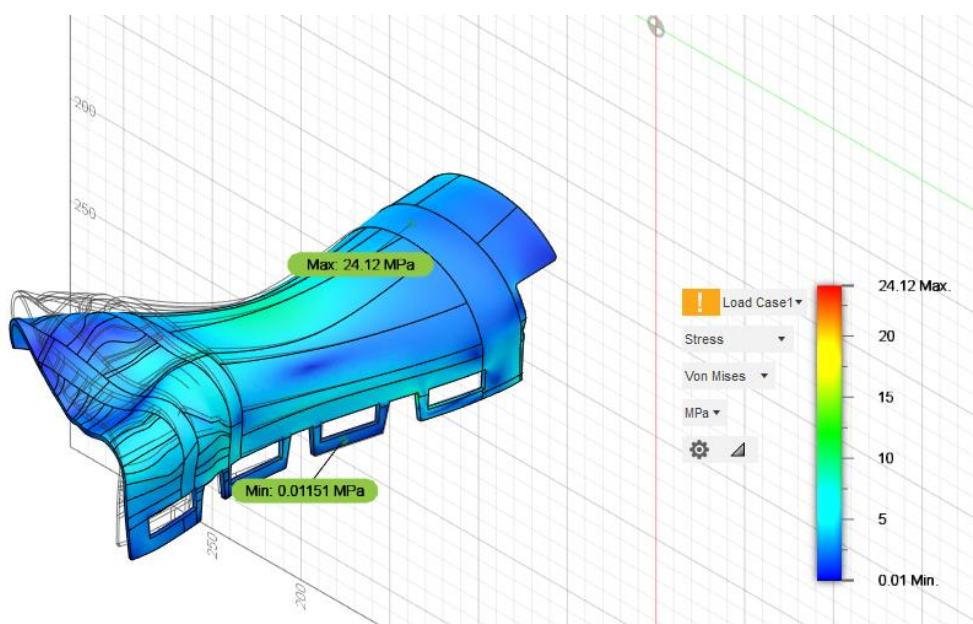 200
250
Max: 24.12 MPa
Min: 0.01151 MPa
250
200
! Load Case1
Stress
Von Mises
MPa
24.12 Max.
20
15
10
5
0.01 Min.